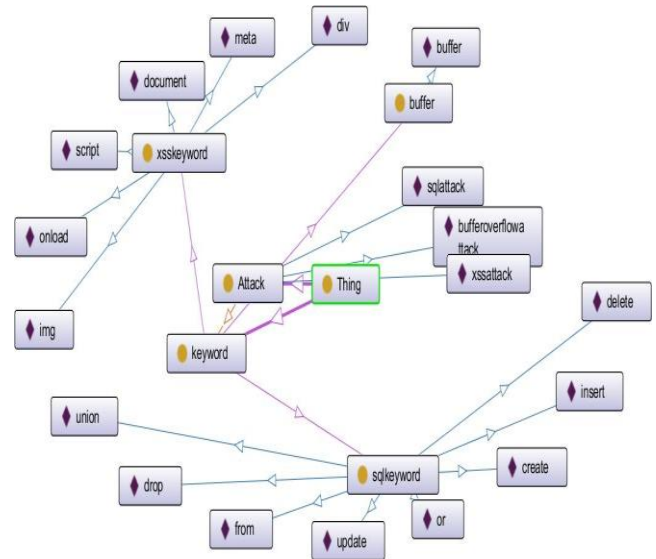 div
meta
buffer
document
buffer
script
xsskeyword
sqlattack
onload
bufferoverflowa
ttack
xssattack
Attack
Thing
delete
img
keyword
insert
union
create
sqlkeyword
drop
or
from
update